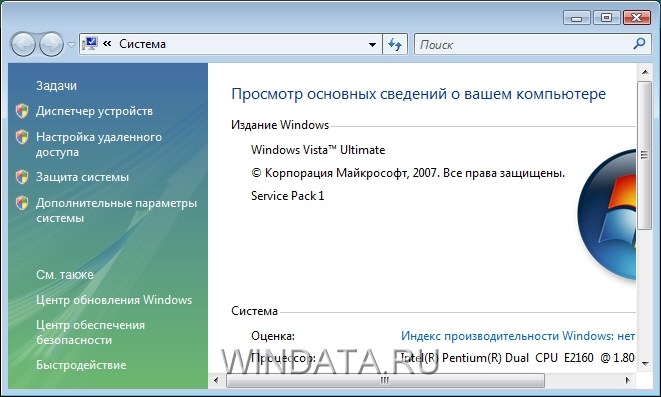 « Система
Поиск
Задачи
Диспетчер устройств
Настройка удаленного
доступа
Защита системы
Дополнительные параметры
системы
См. также
Центр обновления Windows
Центр обеспечения
безопасности
Быстродействие
Просмотр основных сведений о вашем компьютере
Издание Windows
Windows Vista™ Ultimate
© Корпорация Майкрософт, 2007. Все права защищены.
Service Pack 1
Система
Оценка: Индекс производительности Windows: нет
Процессор: Intel(R) Pentium(R) Dual CPU E2160 @ 1.80
WINDATA.RU